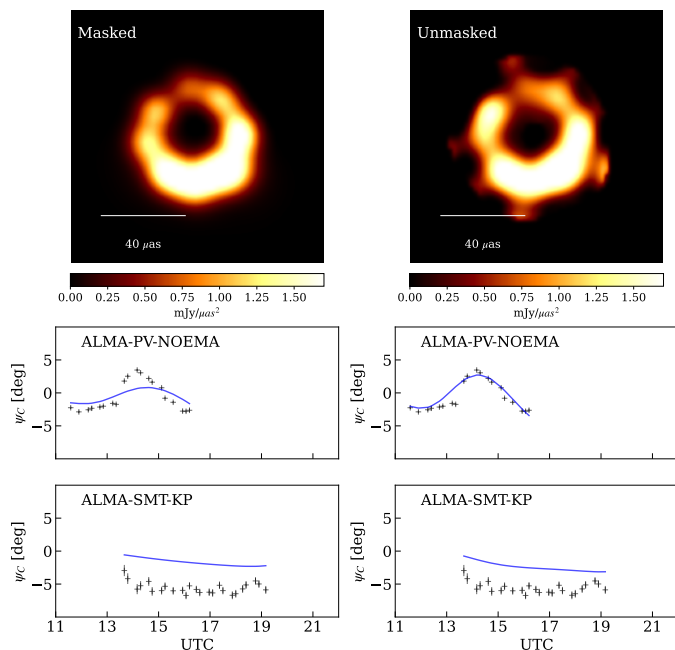 Masked
Unmasked
40 μas
40 μas
0.00 0.25 0.50 0.75 1.00 1.25 1.50
0.00 0.25 0.50 0.75 1.00 1.25 1.50
mJy/μas²
mJy/μas²
ALMA-PV-NOEMA
ALMA-PV-NOEMA
5
0
−5
ψC [deg]
5
0
−5
ψC [deg]
ALMA-SMT-KP
ALMA-SMT-KP
5
0
−5
ψC [deg]
5
0
−5
ψC [deg]
11 13 15 17 19 21
11 13 15 17 19 21
UTC
UTC